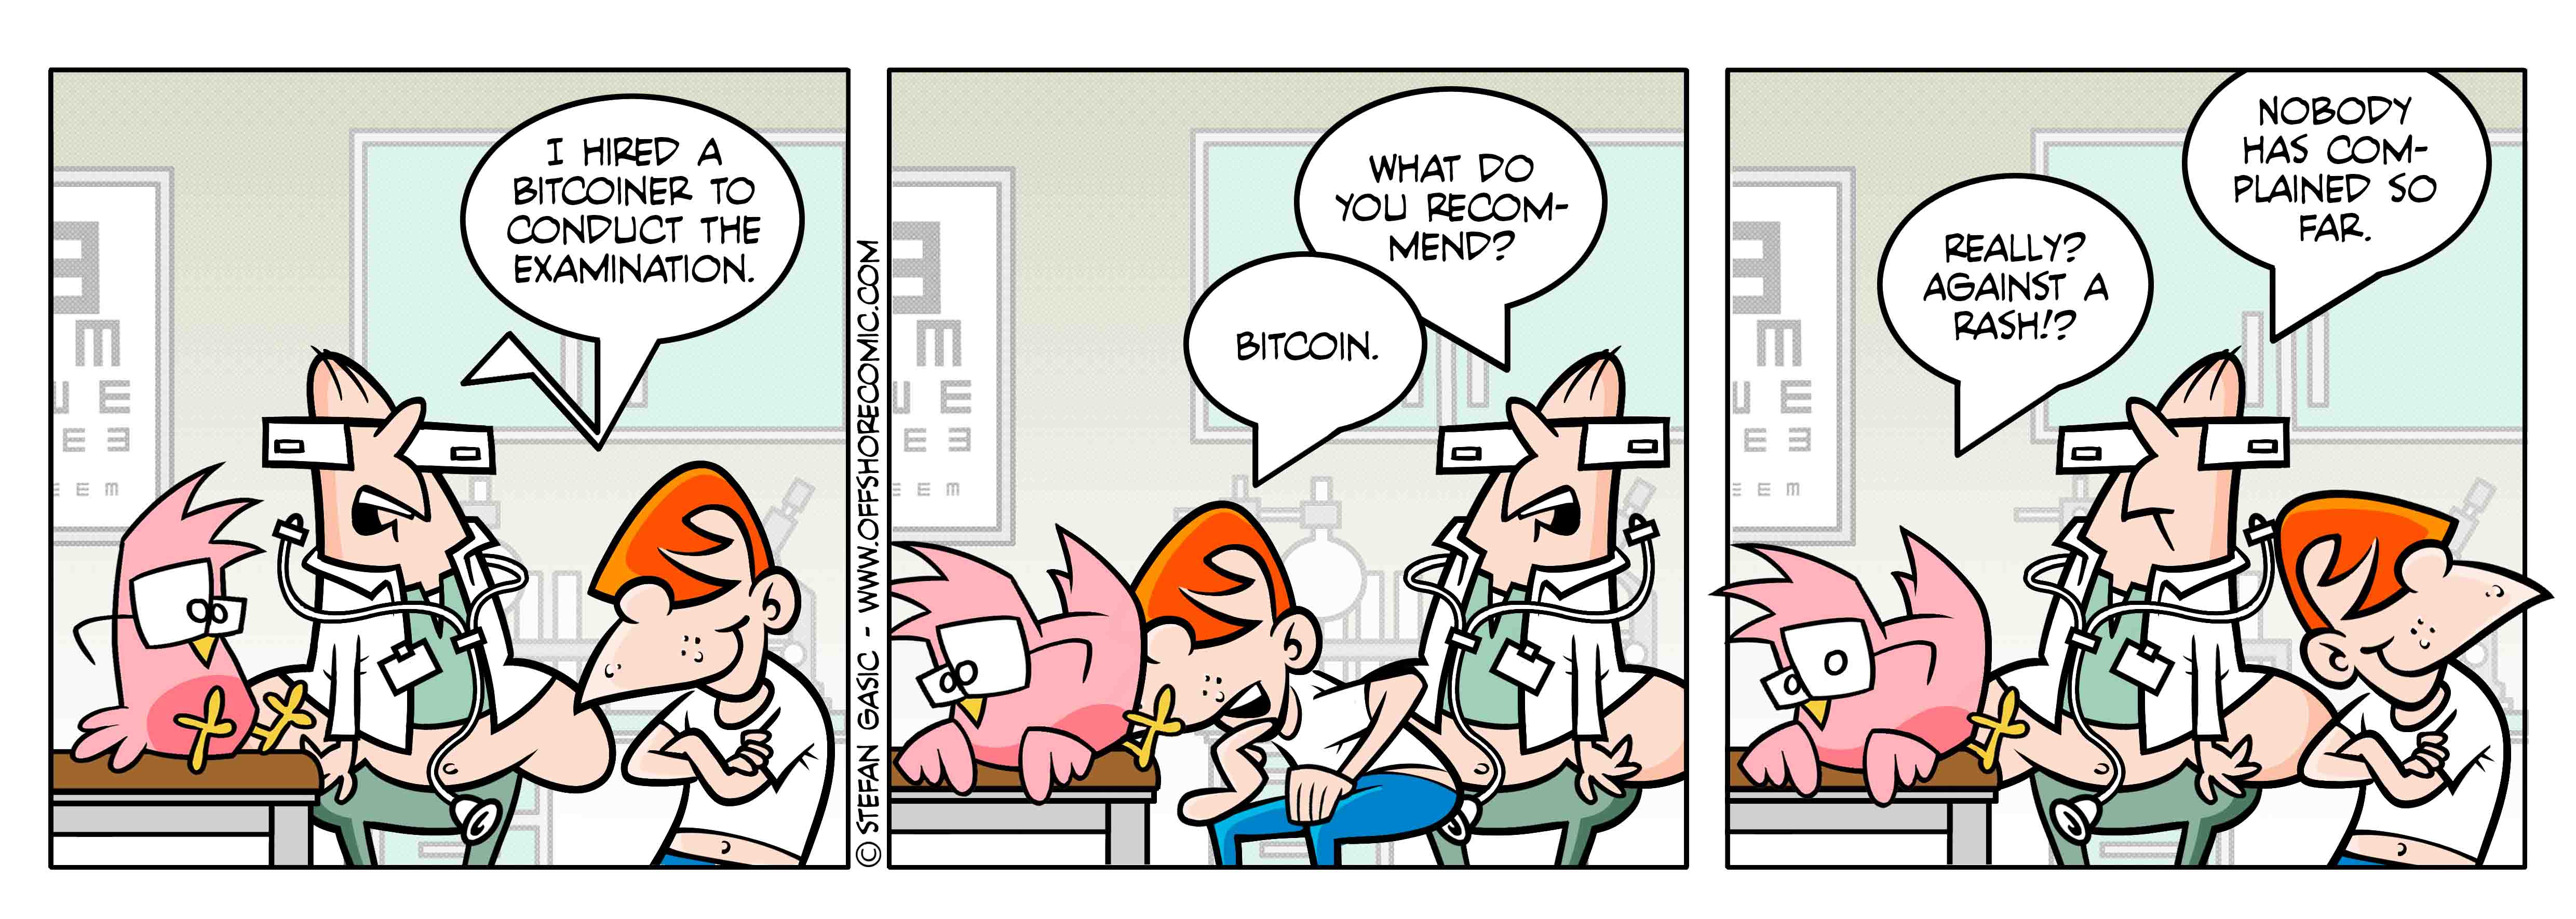 I HIRED A
BITCOINER TO
CONDUCT THE
EXAMINATION.
© STEFAN GASIC - WWW.OFFSHORECOMIC.COM
WHAT DO
YOU RECOM-
MEND?
BITCOIN.
REALLY?
AGAINST A
RASH!?
NOBODY
HAS COM-
PLAINED SO
FAR.